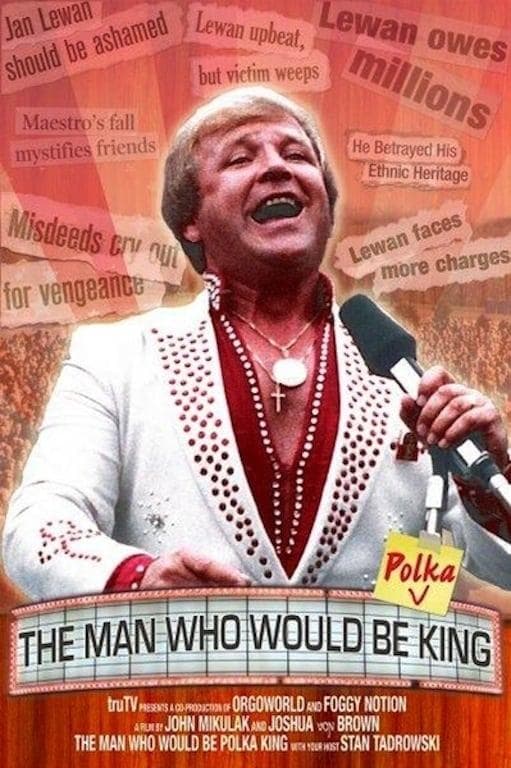 Jan Lewan
should be ashamed
Lewan upbeat,
but victim weeps
Lewan owes
millions
Maestro's fall
mystifies friends
He Betrayed His
Ethnic Heritage
Misdeeds cry out
for vengeance
Lewan faces
more charges
Polka
V
THE MAN WHO WOULD BE KING
truTV PRESENTS A CO-PRODUCTION OF ORGOWORLD AND FOGGY NOTION
A FILM BY JOHN MIKULAK AND JOSHUA VON BROWN
THE MAN WHO WOULD BE POLKA KING WITH YOUR HOST STAN TADROWSKI